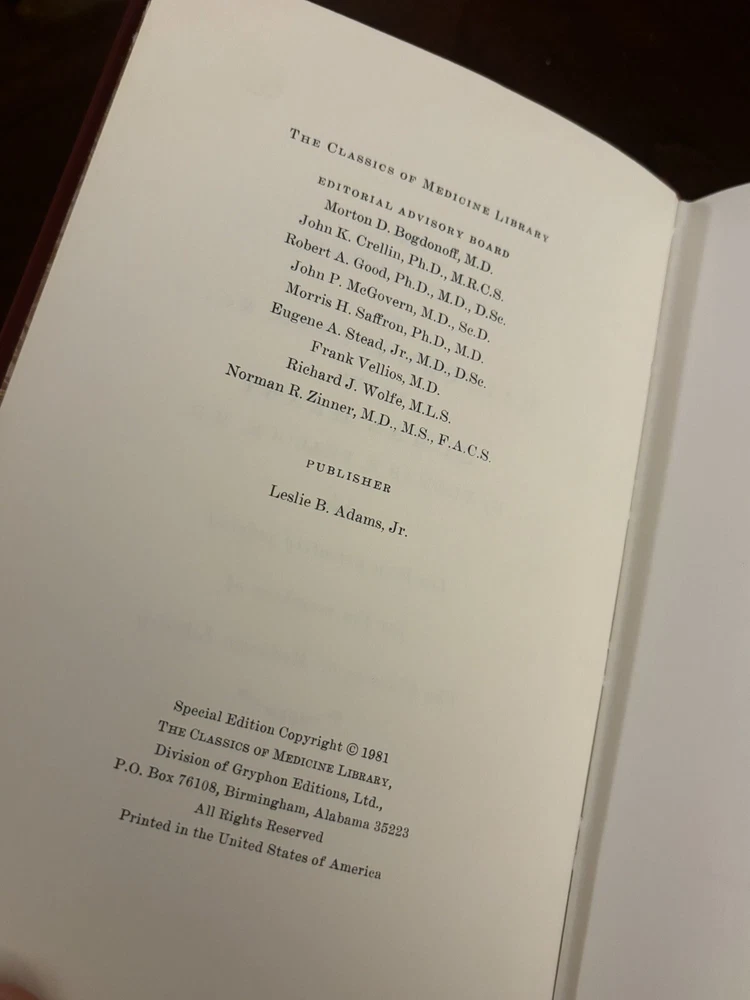 THE CLASSICS OF MEDICINE LIBRARY
EDITORIAL ADVISORY BOARD
Morton D. Bogdonoff, M.D.
John K. Crellin, Ph.D., M.R.C.S.
Robert A. Good, Ph.D., M.D., D.Sc.
John P. McGovern, M.D., Sc.D.
Morris H. Saffron, Ph.D., M.D.
Eugene A. Stead, Jr., M.D., D.Sc.
Frank Vellios, M.D.
Richard J. Wolfe, M.L.S.
Norman R. Zinner, M.D., M.S., F.A.C.S.
PUBLISHER
Leslie B. Adams, Jr.
Special Edition Copyright © 1981
THE CLASSICS OF MEDICINE LIBRARY,
Division of Gryphon Editions, Ltd.,
P.O. Box 76108, Birmingham, Alabama 35223
All Rights Reserved
Printed in the United States of America